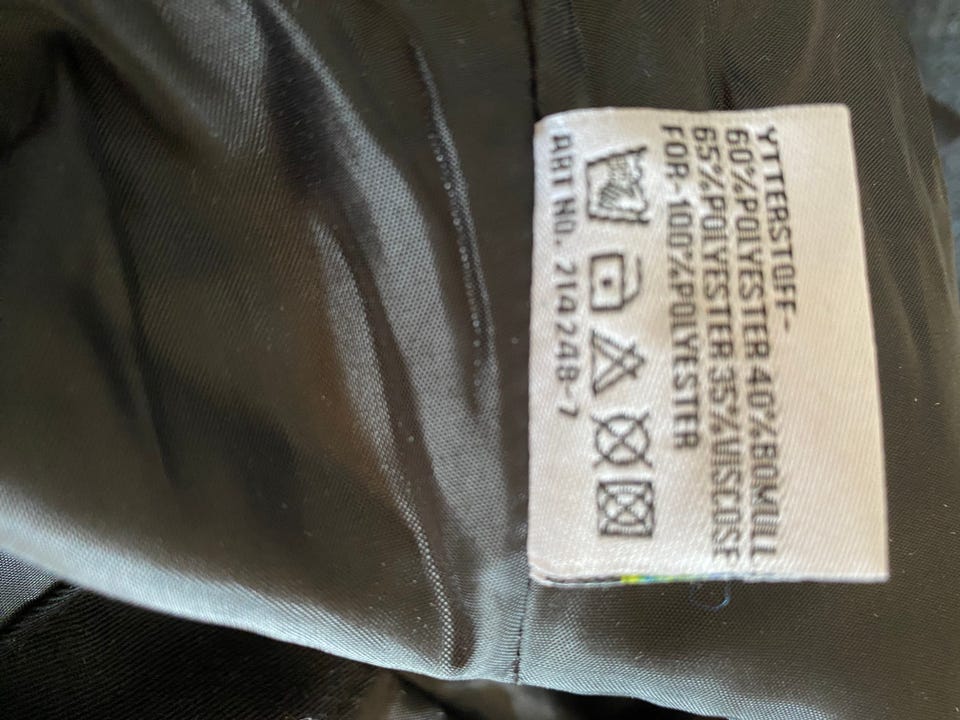 YTTERSTOFF-
60%POLYESTER 40%BOMULL
65%POLYESTER 35%VISCOSE
FOR-100%POLYESTER
ART NO. 214248-7